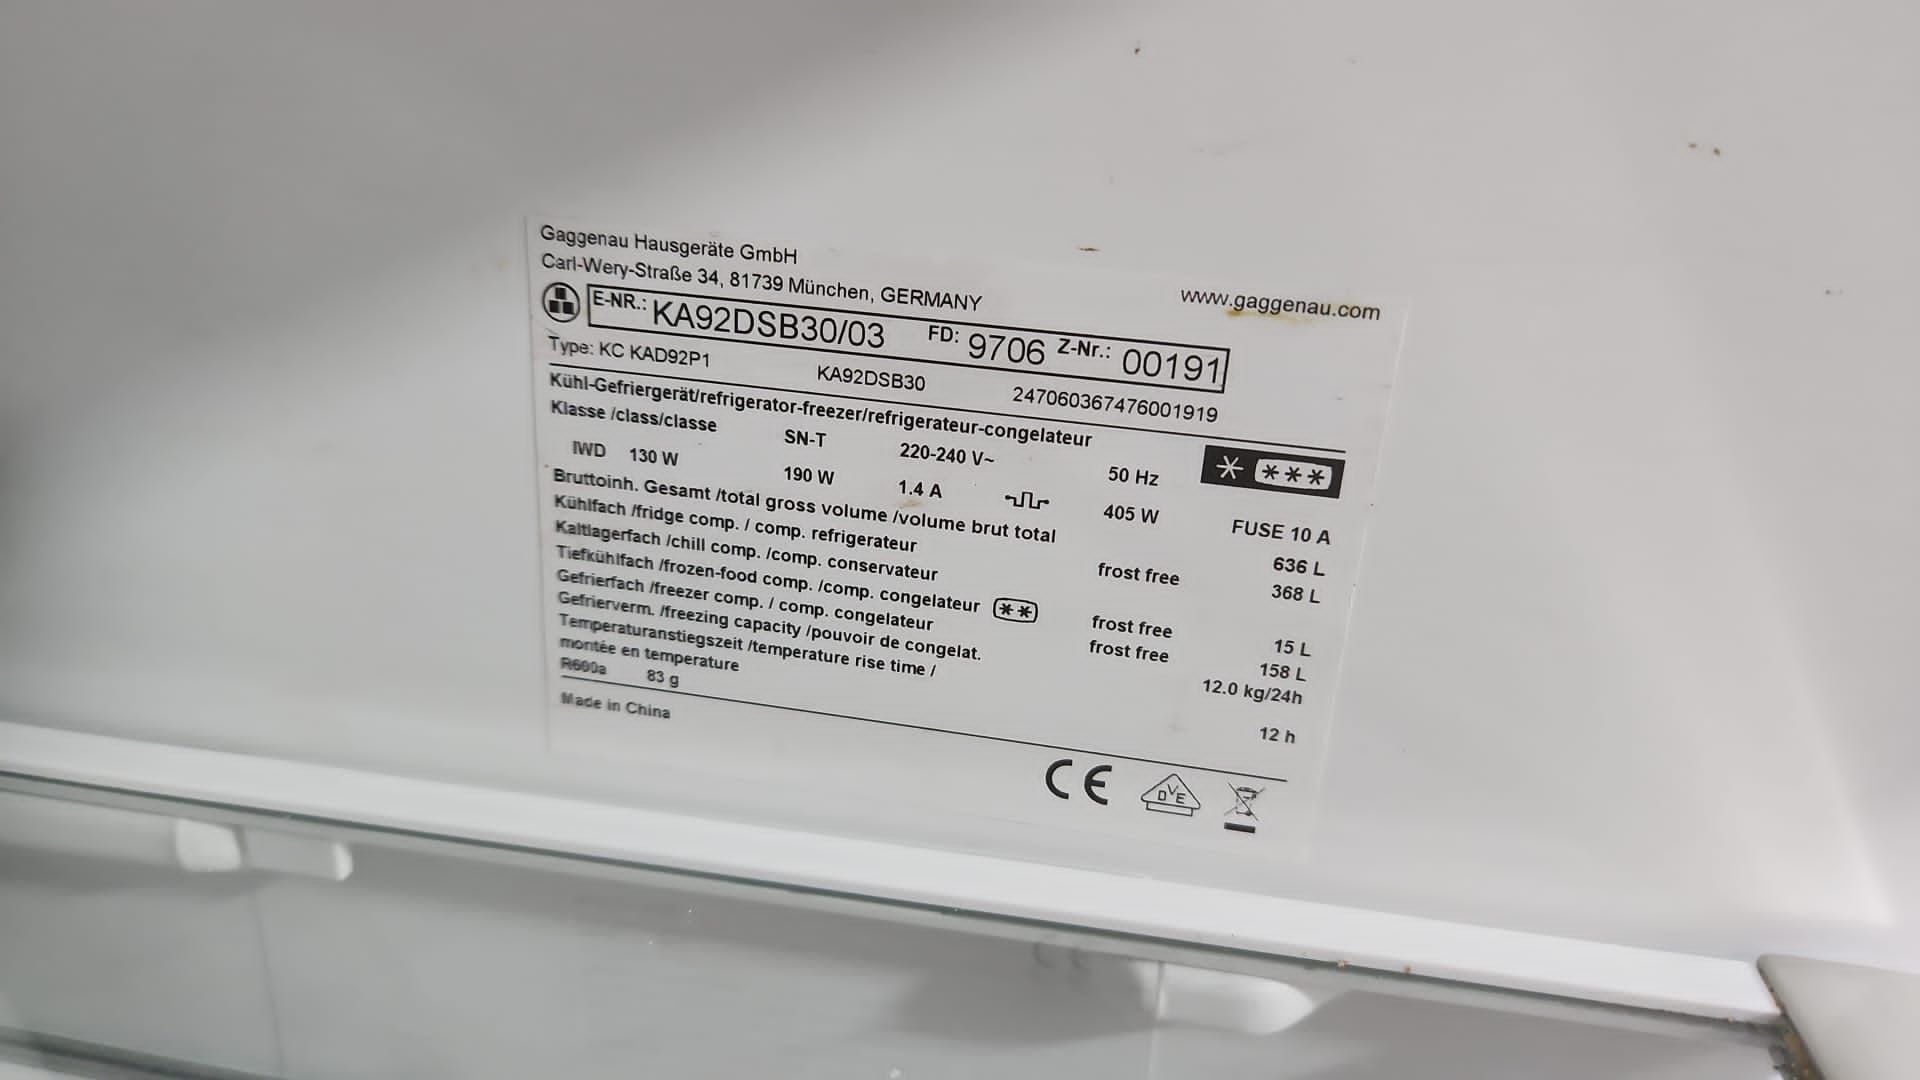 Gaggenau Hausgeräte GmbH
Carl-Wery-Straße 34, 81739 München, GERMANY
www.gaggenau.com
E-NR.: KA92DSB30/03 FD: 9706 Z-Nr.: 00191
Type: KC KAD92P1 KA92DSB30 247060367476001919
Kühl-Gefriergerät/refrigerator-freezer/refrigerateur-congelateur
Klasse /class/classe SN-T 220-240 V~ 50 Hz
IWD 130 W 190 W 1.4 A 405 W FUSE 10 A
Bruttoinh. Gesamt /total gross volume /volume brut total 636 L
Kühlfach /fridge comp. / comp. refrigerateur frost free 368 L
Kaltlagerfach /chill comp. /comp. conservateur
Tiefkühlfach /frozen-food comp. /comp. congelateur ** frost free 15 L
Gefrierfach /freezer comp. / comp. congelateur frost free 158 L
Gefrierverm. /freezing capacity /pouvoir de congelat. 12.0 kg/24h
Temperaturanstiegszeit /temperature rise time /
montée en temperature 12 h
R600a 83 g
Made in China
CE
DVE